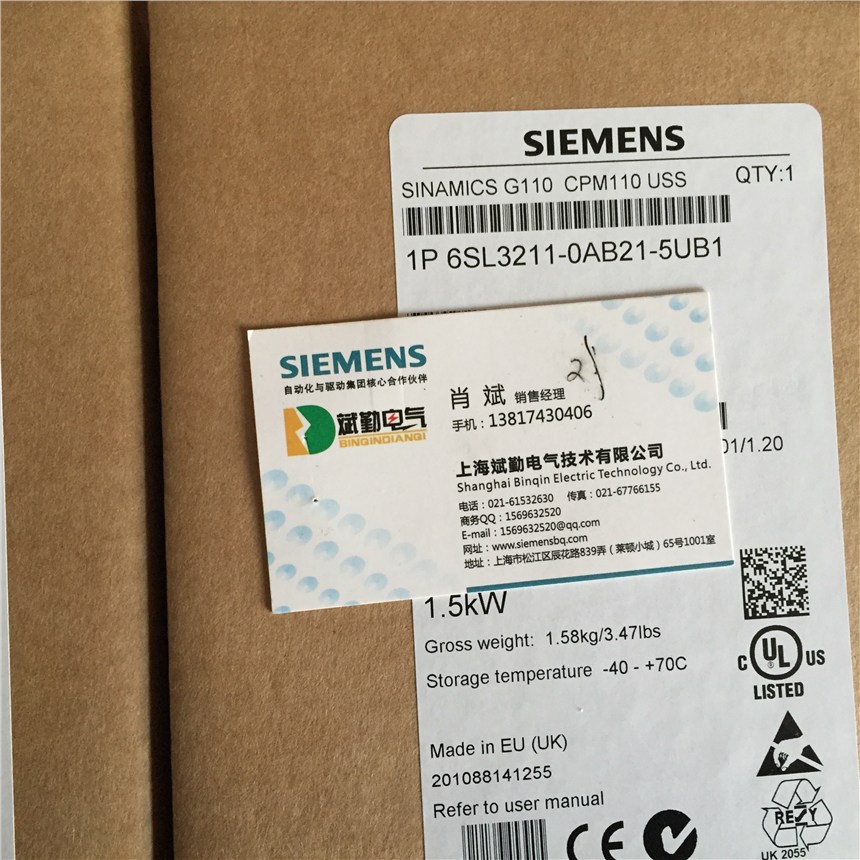 SIEMENS
SINAMICS G110 CPM110 USS
QTY:1
1P 6SL3211-0AB21-5UB1
SIEMENS
自动化与驱动集团核心合作伙伴
斌勤电气
BINQINDIANQI
肖 斌 销售经理
手机：13817430406
上海斌勤电气技术有限公司
Shanghai Binqin Electric Technology Co., Ltd.
电话：021-61532630 传真：021-67766155
商务QQ：1569632520
E-mail：1569632520@qq.com
网址：www.siemensbq.com
地址：上海市松江区辰花路839弄（莱顿小城）65号1001室
01/1.20
1.5kW
Gross weight: 1.58kg/3.47lbs
Storage temperature -40 - +70C
C UL US
LISTED
Made in EU (UK)
201088141255
Refer to user manual
CE
RESY
UK 2055